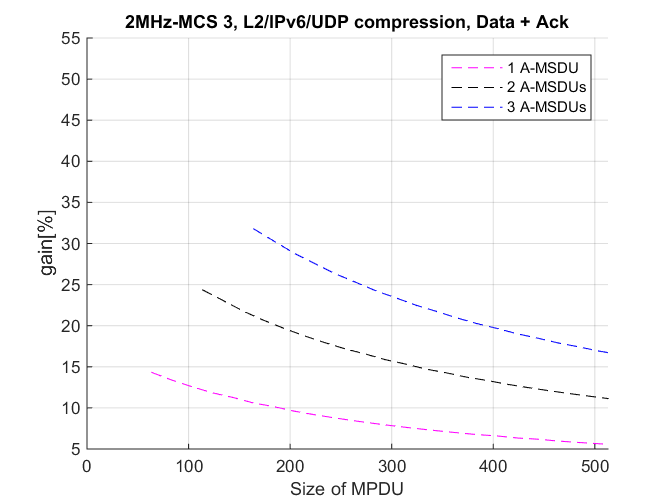 2MHz-MCS 3, L2/IPv6/UDP compression, Data + Ack
1 A-MSDU
2 A-MSDUs
3 A-MSDUs
gain[%]
55
50
45
40
35
30
25
20
15
10
5
0 100 200 300 400 500
Size of MPDU